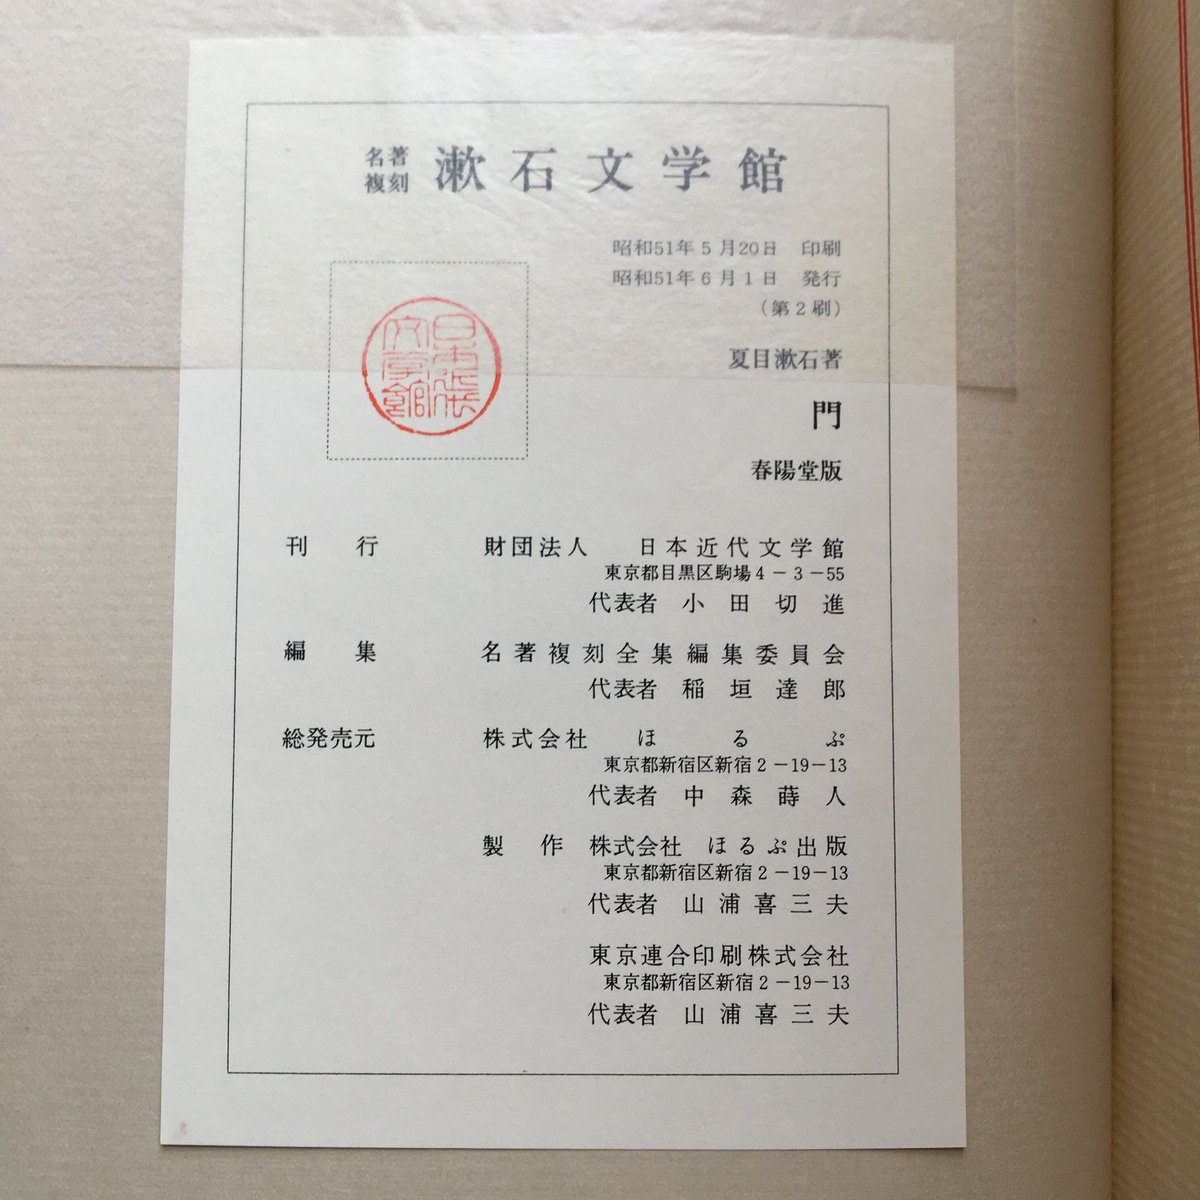 名著複刻 漱石文学館
昭和51年5月20日 印刷
昭和51年6月1日 発行
(第2刷)
日本近代文学館
夏目漱石著
門
春陽堂版
刊行 財団法人 日本近代文学館
東京都目黒区駒場4-3-55
代表者 小田切進
編集 名著複刻全集編集委員会
代表者 稲垣達郎
総発売元 株式会社 ほるぷ
東京都新宿区新宿2-19-13
代表者 中森蒔人
製作 株式会社 ほるぷ出版
東京都新宿区新宿2-19-13
代表者 山浦喜三夫
東京連合印刷株式会社
東京都新宿区新宿2-19-13
代表者 山浦喜三夫